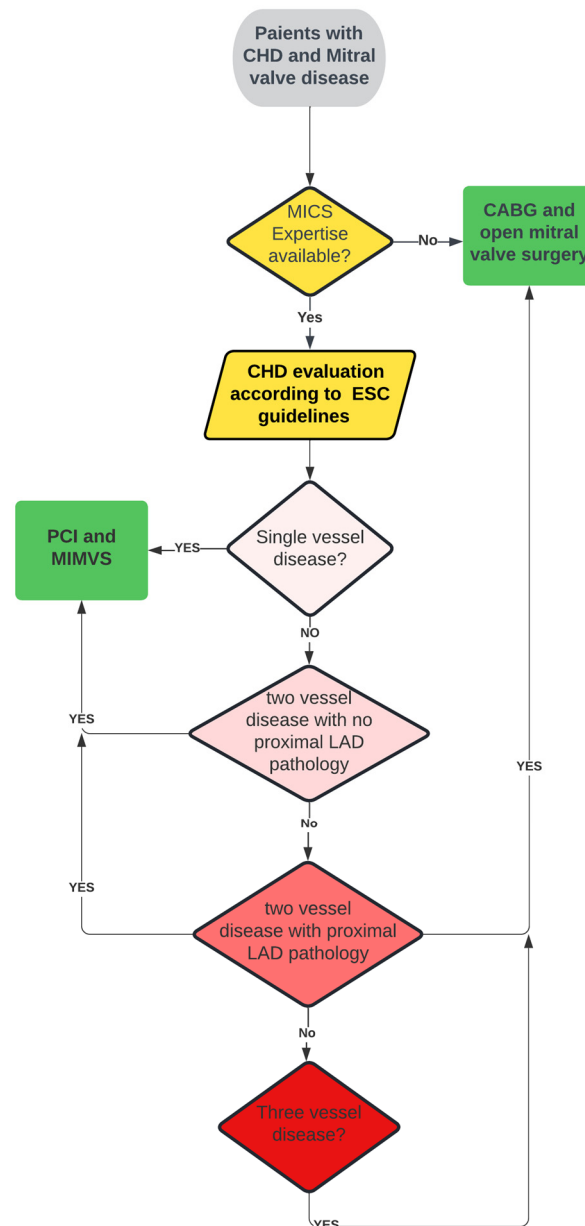 Paients with
CHD and Mitral
valve disease
MICS
Expertise
available?
No
CABG and
open mitral
valve surgery
Yes
CHD evaluation
according to ESC
guidelines
Single vessel
disease?
YES
PCI and
MIMVS
NO
two vessel
disease with no
proximal LAD
pathology
YES
YES
No
two vessel
disease with proximal
LAD pathology
YES
No
Three vessel
disease?
YES